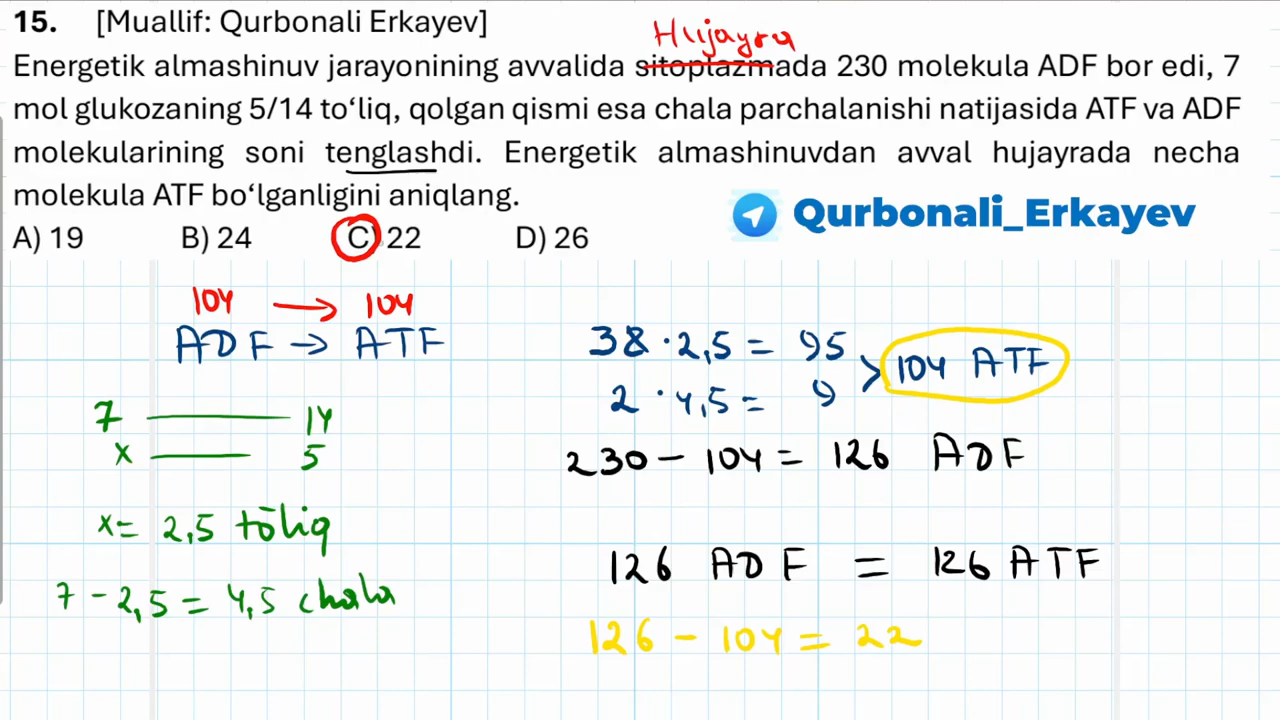 15. [Muallif: Qurbonali Erkayev]
Hujayra
Energetik almashinuv jarayonining avvalida sitoplazmada 230 molekula ADF bor edi, 7
mol glukozaning 5/14 to‘liq, qolgan qismi esa chala parchalanishi natijasida ATF va ADF
molekularining soni tenglashdi. Energetik almashinuvdan avval hujayrada necha
molekula ATF bo‘lganligini aniqlang.
Qurbonali_Erkayev
A) 19 B) 24 C) 22 D) 26
104 → 104
ADF → ATF
7 — 14
x — 5
x= 2,5 tōliq
7 - 2,5 = 4,5 chala
38 · 2,5 = 95
2 · 4,5 = 9
> 104 ATF
230 - 104 = 126 ADF
126 ADF = 126 ATF
126 - 104 = 22